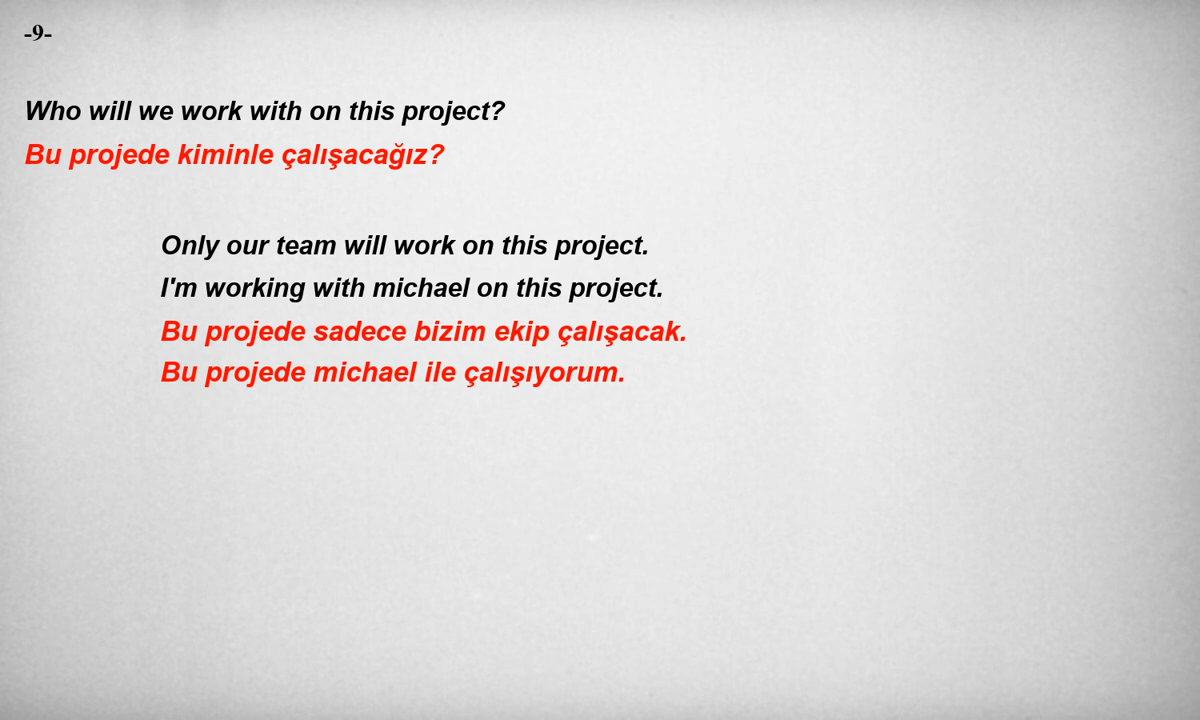 -9-
Who will we work with on this project?
Bu projede kiminle çalışacağız?
Only our team will work on this project.
I'm working with michael on this project.
Bu projede sadece bizim ekip çalışacak.
Bu projede michael ile çalışıyorum.